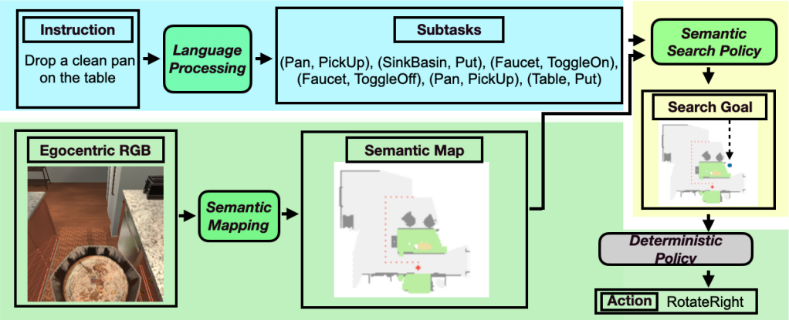 Instruction
Drop a clean pan
on the table
Language
Processing
Subtasks
(Pan, PickUp), (SinkBasin, Put), (Faucet, ToggleOn),
(Faucet, ToggleOff), (Pan, PickUp), (Table, Put)
Semantic
Search Policy
Search Goal
Egocentric RGB
Semantic
Mapping
Semantic Map
Deterministic
Policy
Action RotateRight